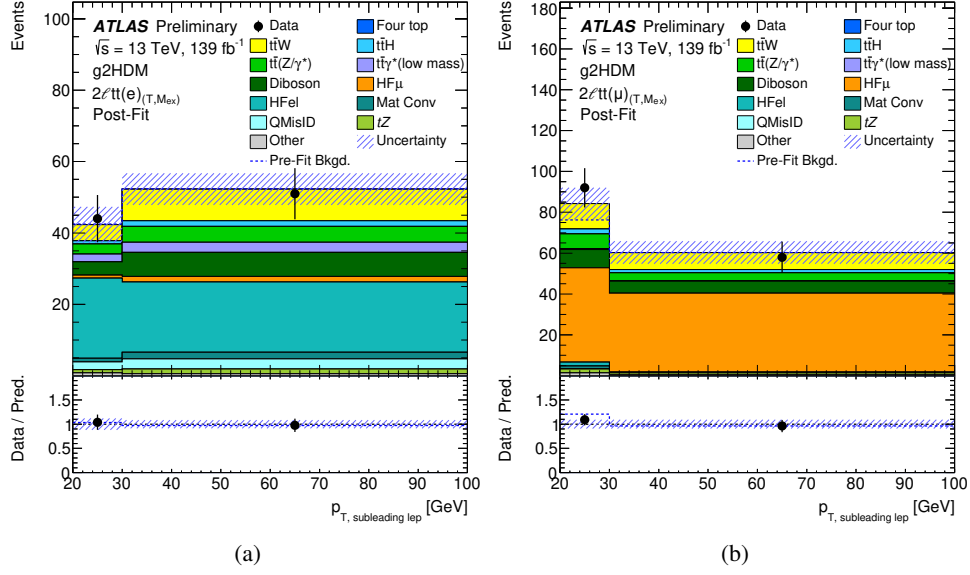 Events
ATLAS Preliminary
√s = 13 TeV, 139 fb⁻¹
g2HDM
2ℓtt(e)(T,Mex)
Post-Fit
Data
tt̄W
tt̄(Z/γ*)
Diboson
HFel
QMisID
Other
Pre-Fit Bkgd.
Four top
tt̄H
tt̄γ*(low mass)
HFμ
Mat Conv
tZ
Uncertainty
100
80
60
40
20
Data / Pred.
1.5
1
0.5
0
20 30 40 50 60 70 80 90 100
p_T, subleading lep [GeV]
(a)
Events
ATLAS Preliminary
√s = 13 TeV, 139 fb⁻¹
g2HDM
2ℓtt(μ)(T,Mex)
Post-Fit
Data
tt̄W
tt̄(Z/γ*)
Diboson
HFel
QMisID
Other
Pre-Fit Bkgd.
Four top
tt̄H
tt̄γ*(low mass)
HFμ
Mat Conv
tZ
Uncertainty
180
160
140
120
100
80
60
40
20
Data / Pred.
1.5
1
0.5
0
20 30 40 50 60 70 80 90 100
p_T, subleading lep [GeV]
(b)